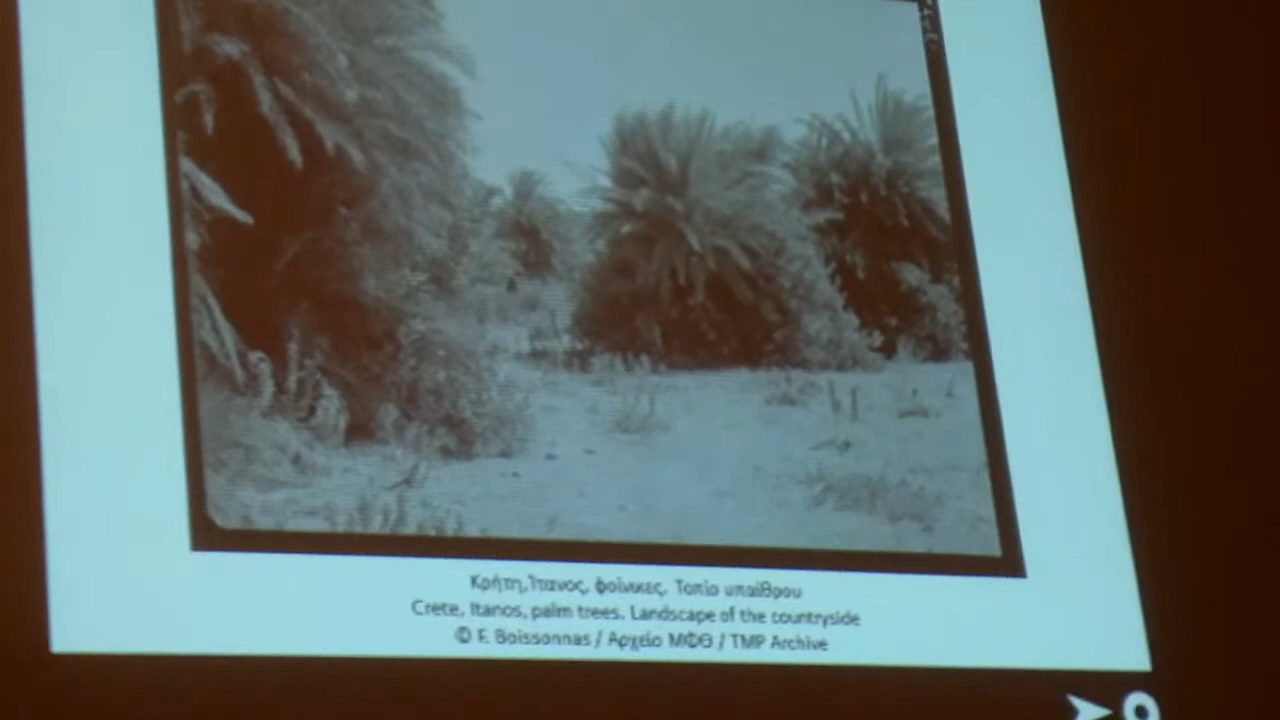 Κρήτη, Ίτανος, φοίνικες. Τοπίο υπαίθρου
Crete, Itanos, palm trees. Landscape of the countryside
© F. Boissonnas / Αρχείο ΜΦΘ / TMP Archive